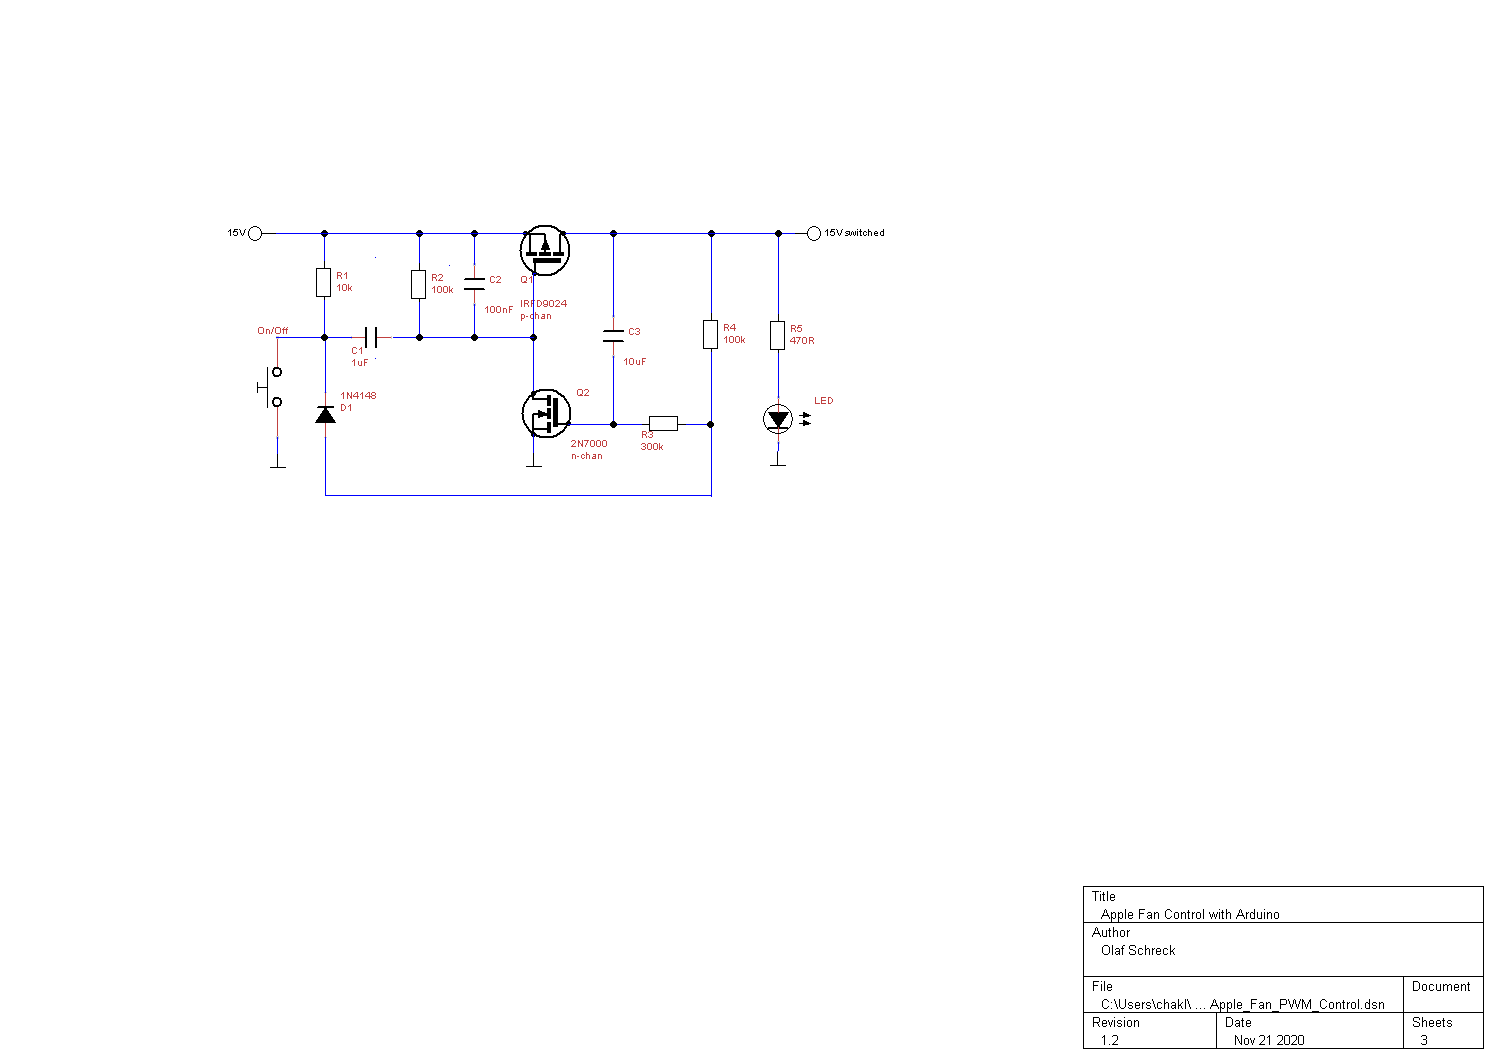 15V
15V switched
R1
10k
R2
100k
C2
100nF
Q1
IRFD9024
p-chan
On/Off
C1
1uF
C3
10uF
R4
100k
R5
470R
1N4148
D1
Q2
2N7000
n-chan
R3
300k
LED
Title
Apple Fan Control with Arduino
Author
Olaf Schreck
File
C:\Users\chakl\ ... Apple_Fan_PWM_Control.dsn
Document
Revision
1.2
Date
Nov 21 2020
Sheets
3